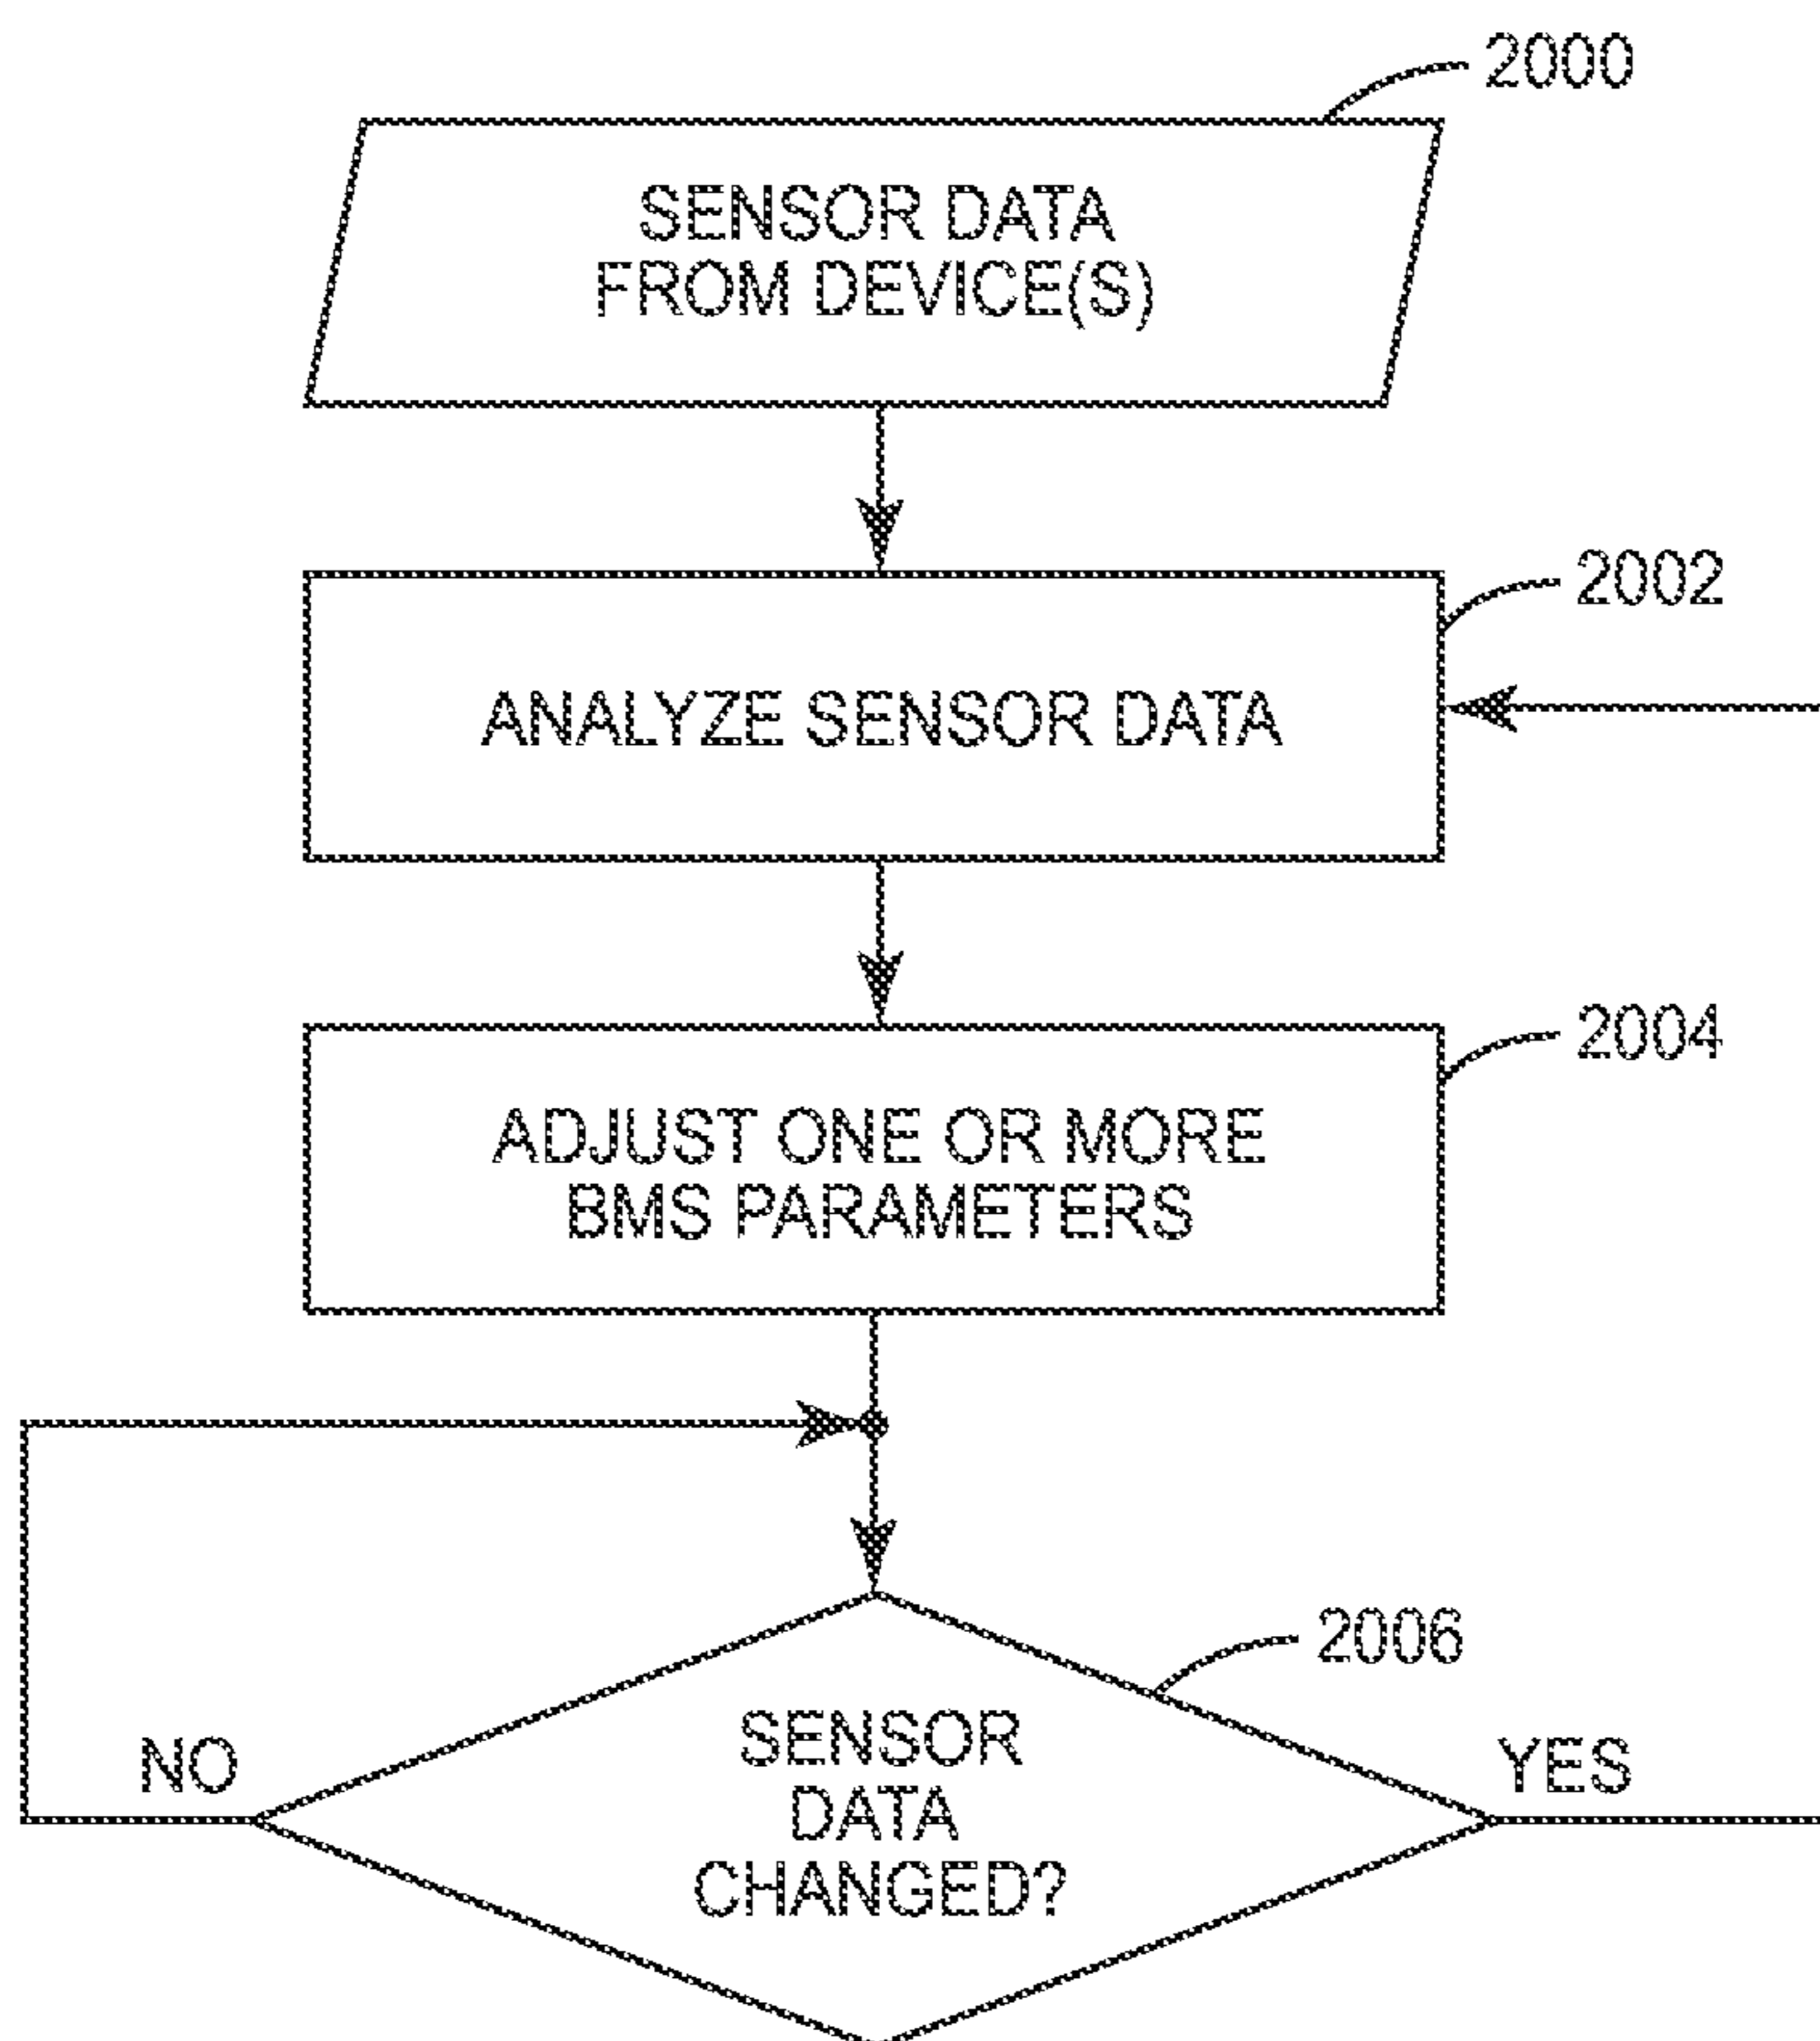 2000
SENSOR DATA
FROM DEVICE(S)
2002
ANALYZE SENSOR DATA
2004
ADJUST ONE OR MORE
BMS PARAMETERS
2006
NO
SENSOR
DATA
CHANGED?
YES